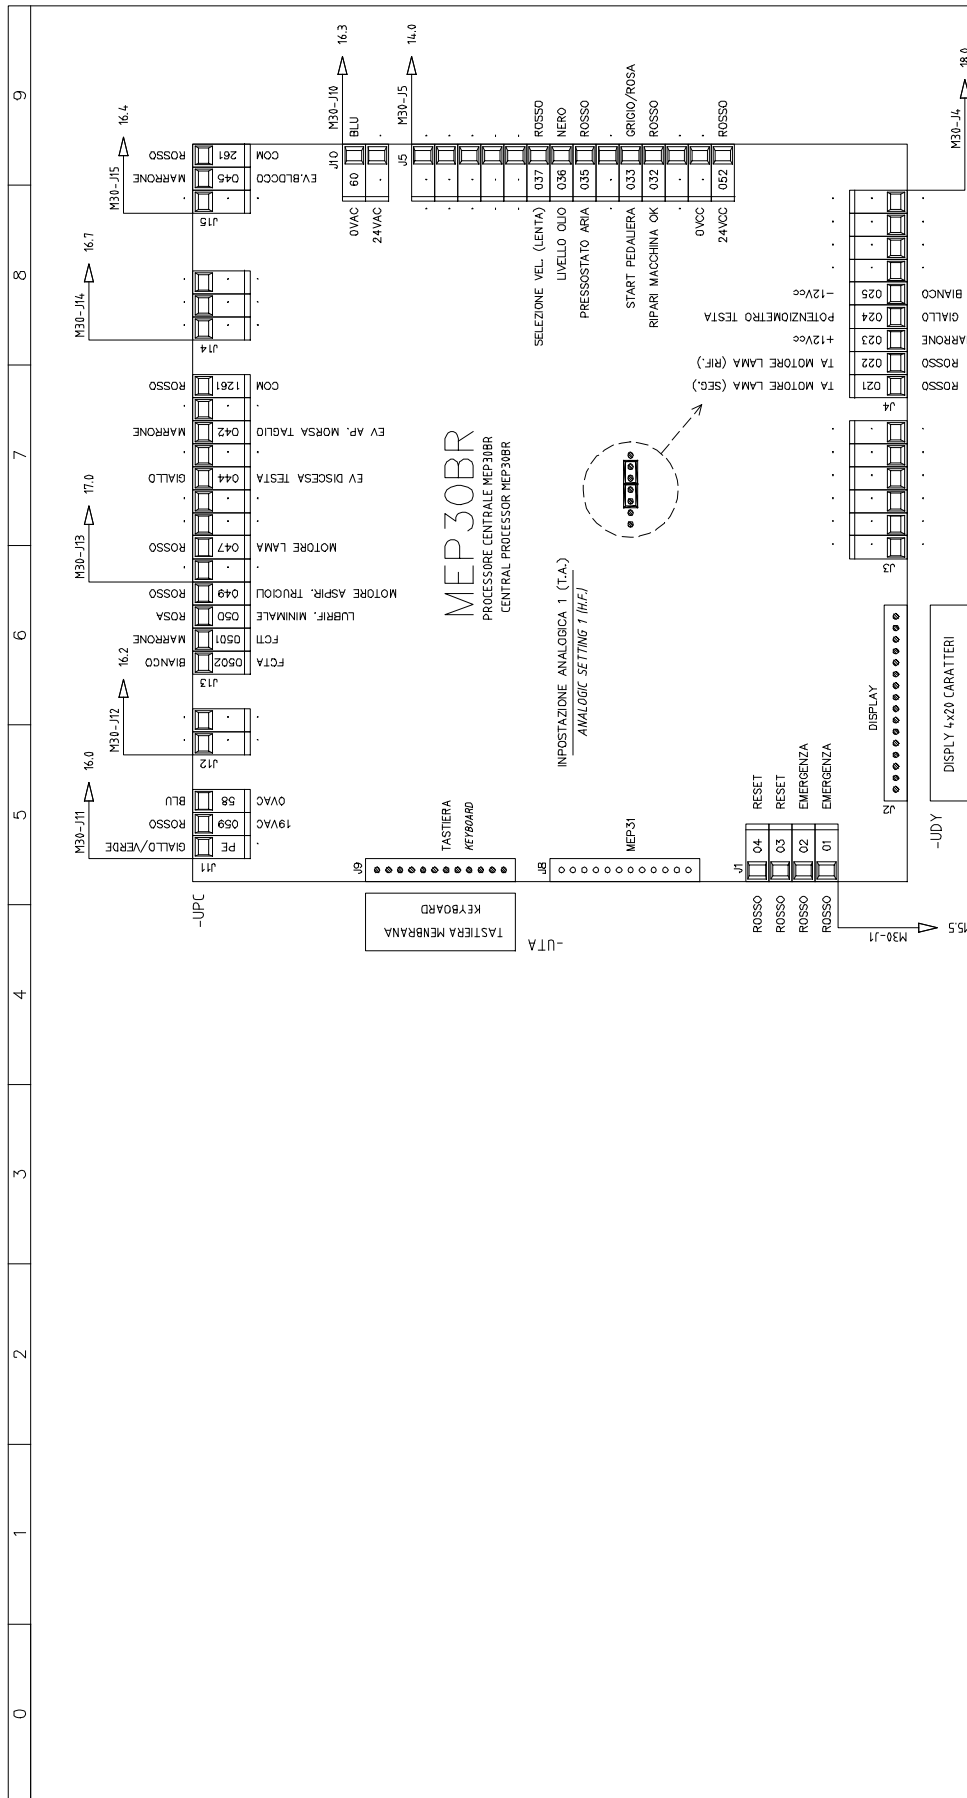 9
8
7
6
5
4
3
2
1
0
M30-J11
16.0
M30-J12
16.2
M30-J13
17.0
M30-J14
16.7
M30-J15
16.4
M30-J10
16.3
M30-J5
14.0
M30-J4
18.0
M30-J1
15.5
-UPC
J11
GIALLO/VERDE PE .
ROSSO 059 19VAC
BLU 58 0VAC
J12
J13
BIANCO 0502 FCTA
MARRONE 0501 FCTI
ROSA 050 LUBRIF. MINIMALE
ROSSO 049 MOTORE ASPIR. TRUCIOLI
ROSSO 047 MOTORE LAMA
GIALLO 044 EV DISCESA TESTA
MARRONE 042 EV AP. MORSA TAGLIO
ROSSO 1261 COM
J14
J15
MARRONE 045 EV.BLOCCO
ROSSO 261 COM
J10
0VAC 60 BLU
24VAC . .
J5
SELEZIONE VEL. (LENTA) 037 ROSSO
LIVELLO OLIO 036 NERO
PRESSOSTATO ARIA 035 ROSSO
START PEDALIERA 033 GRIGIO/ROSA
RIPARI MACCHINA OK 032 ROSSO
0VCC . .
24VCC 052 ROSSO
MEP30BR
PROCESSORE CENTRALE MEP30BR
CENTRAL PROCESSOR MEP30BR
INPOSTAZIONE ANALOGICA 1 (T.A.)
ANALOGIC SETTING 1 (H.F.)
J4
TA MOTORE LAMA (SEG.) 021 ROSSO
TA MOTORE LAMA (RIF.) 022 ROSSO
+12Vcc 023 ARRONE
POTENZIOMETRO TESTA 024 GIALLO
-12Vcc 025 BIANCO
J3
DISPLAY
J2
DISPLY 4x20 CARATTERI
-UDY
J9
TASTIERA
KEYBOARD
TASTIERA MENBRANA
KEYBOARD
-UTA
J8
MEP31
J1
ROSSO 04 RESET
ROSSO 03 RESET
ROSSO 02 EMERGENZA
ROSSO 01 EMERGENZA